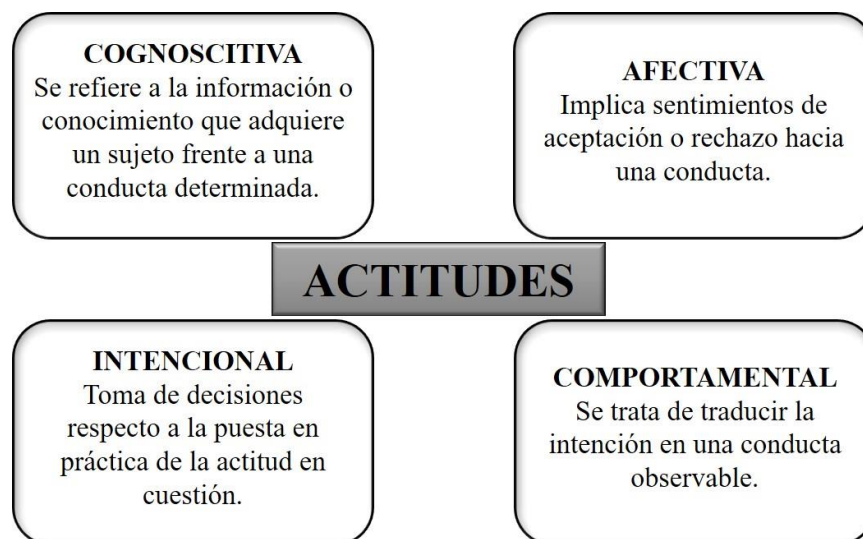 COGNOSCITIVA
Se refiere a la información o
conocimiento que adquiere
un sujeto frente a una
conducta determinada.
AFECTIVA
Implica sentimientos de
aceptación o rechazo hacia
una conducta.
ACTITUDES
INTENCIONAL
Toma de decisiones
respecto a la puesta en
práctica de la actitud en
cuestión.
COMPORTAMENTAL
Se trata de traducir la
intención en una conducta
observable.